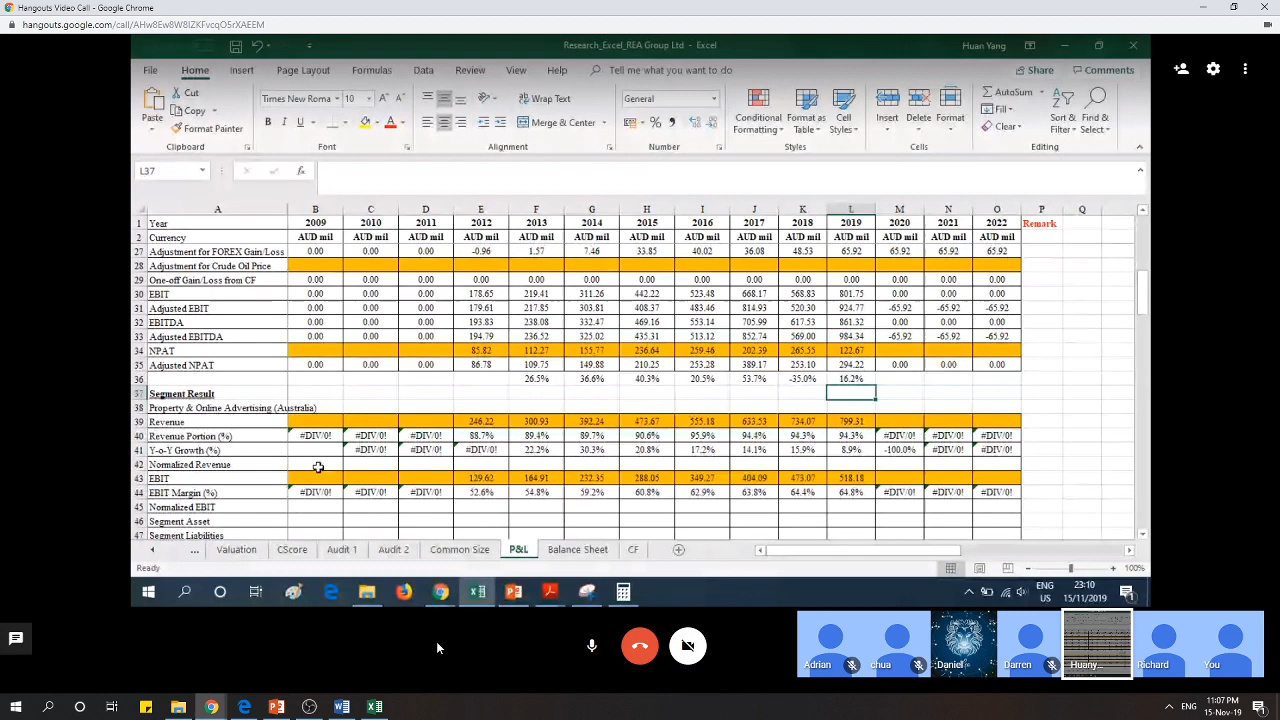 Hangouts Video Call - Google Chrome
hangouts.google.com/call/AHw8Ew8W8IZKFvcqO5rXAEEM
Research_Excel_REA Group Ltd - Excel
Huan Yang
File Home Insert Page Layout Formulas Data Review View Help Tell me what you want to do Share Comments
Paste Cut Copy Format Painter
Times New Roma 10
Wrap Text
Merge & Center
General
Conditional Formatting Format as Table Cell Styles
Insert Delete Format
AutoSum Fill Clear
Sort & Filter Find & Select
Clipboard Font Alignment Number Styles Cells Editing
L37
A B C D E F G H I J K L M N O P Q
1 Year 2009 2010 2011 2012 2013 2014 2015 2016 2017 2018 2019 2020 2021 2022 Remark
2 Currency AUD mil AUD mil AUD mil AUD mil AUD mil AUD mil AUD mil AUD mil AUD mil AUD mil AUD mil AUD mil AUD mil AUD mil
27 Adjustment for FOREX Gain/Loss 0.00 0.00 0.00 -0.96 1.57 7.46 33.85 40.02 36.08 48.53 65.92 65.92 65.92 65.92
28 Adjustment for Crude Oil Price
29 One-off Gain/Loss from CF 0.00 0.00 0.00 0.00 0.00 0.00 0.00 0.00 0.00 0.00 0.00 0.00 0.00 0.00
30 EBIT 0.00 0.00 0.00 178.65 219.41 311.26 442.22 523.48 668.17 568.83 801.75 0.00 0.00 0.00
31 Adjusted EBIT 0.00 0.00 0.00 179.61 217.85 303.81 408.37 483.46 814.93 520.30 924.77 -65.92 -65.92 -65.92
32 EBITDA 0.00 0.00 0.00 193.83 238.08 332.47 469.16 553.14 705.99 617.53 861.32 0.00 0.00 0.00
33 Adjusted EBITDA 0.00 0.00 0.00 194.79 236.52 325.02 435.31 513.12 852.74 569.00 984.34 -65.92 -65.92 -65.92
34 NPAT 85.82 112.27 155.77 236.64 259.46 202.39 265.55 122.67
35 Adjusted NPAT 0.00 0.00 0.00 86.78 109.75 149.88 210.25 253.28 389.17 253.10 294.22 0.00 0.00 0.00
36 26.5% 36.6% 40.3% 20.5% 53.7% -35.0% 16.2%
37 Segment Result
38 Property & Online Advertising (Australia)
39 Revenue 246.22 300.93 392.24 473.67 555.18 633.53 734.07 799.31
40 Revenue Portion (%) #DIV/0! #DIV/0! #DIV/0! 88.7% 89.4% 89.7% 90.6% 95.9% 94.4% 94.3% 94.3% #DIV/0! #DIV/0! #DIV/0!
41 Y-o-Y Growth (%) #DIV/0! #DIV/0! #DIV/0! 22.2% 30.3% 20.8% 17.2% 14.1% 15.9% 8.9% -100.0% #DIV/0! #DIV/0!
42 Normalized Revenue
43 EBIT 129.62 164.91 232.35 288.05 349.27 404.09 473.07 518.18
44 EBIT Margin (%) #DIV/0! #DIV/0! #DIV/0! 52.6% 54.8% 59.2% 60.8% 62.9% 63.8% 64.4% 64.8% #DIV/0! #DIV/0! #DIV/0!
45 Normalized EBIT
46 Segment Asset
47 Segment Liabilities
... Valuation CScore Audit 1 Audit 2 Common Size P&L Balance Sheet CF
Ready 100%
ENG US 23:10 15/11/2019
Adrian chua Daniel Darren Huany... Richard You
ENG 11:07 PM 15-Nov-19